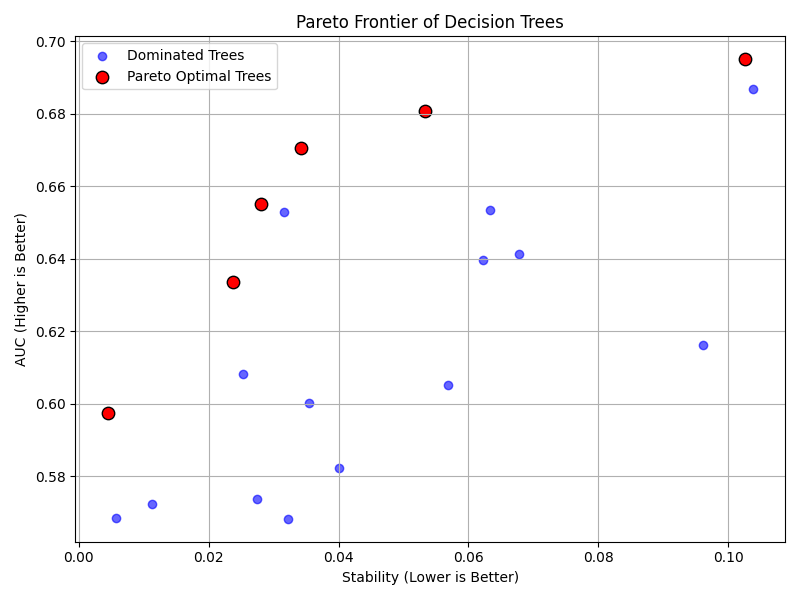 Pareto Frontier of Decision Trees
Dominated Trees
Pareto Optimal Trees
AUC (Higher is Better)
0.70
0.68
0.66
0.64
0.62
0.60
0.58
0.00 0.02 0.04 0.06 0.08 0.10
Stability (Lower is Better)